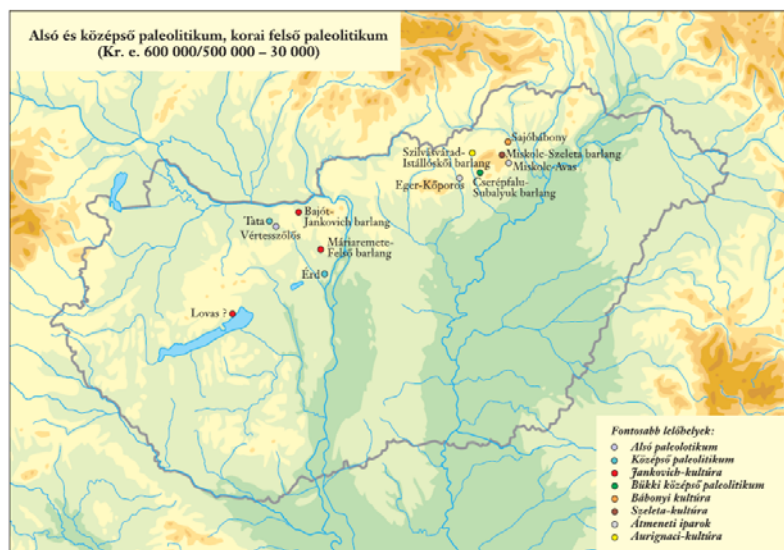 Alsó és középső paleolitikum, korai felső paleolitikum
(Kr. e. 600 000/500 000 – 30 000)
Sajóbábony
Szilvásvárad-
Istállóskői barlang
Miskolc-Szeleta barlang
Miskolc-Avas
Eger-Kőporos
Cserépfalu-
Subalyuk barlang
Bajót-
Jankovich barlang
Tata
Vértesszőlős
Máriaremete-
Felső barlang
Érd
Lovas ?
Fontosabb lelőhelyek:
Alsó paleolotikum
Középső paleolitikum
Jankovich-kultúra
Bükki középső paleolitikum
Bábonyi kultúra
Szeleta-kultúra
Átmeneti iparok
Aurignaci-kultúra